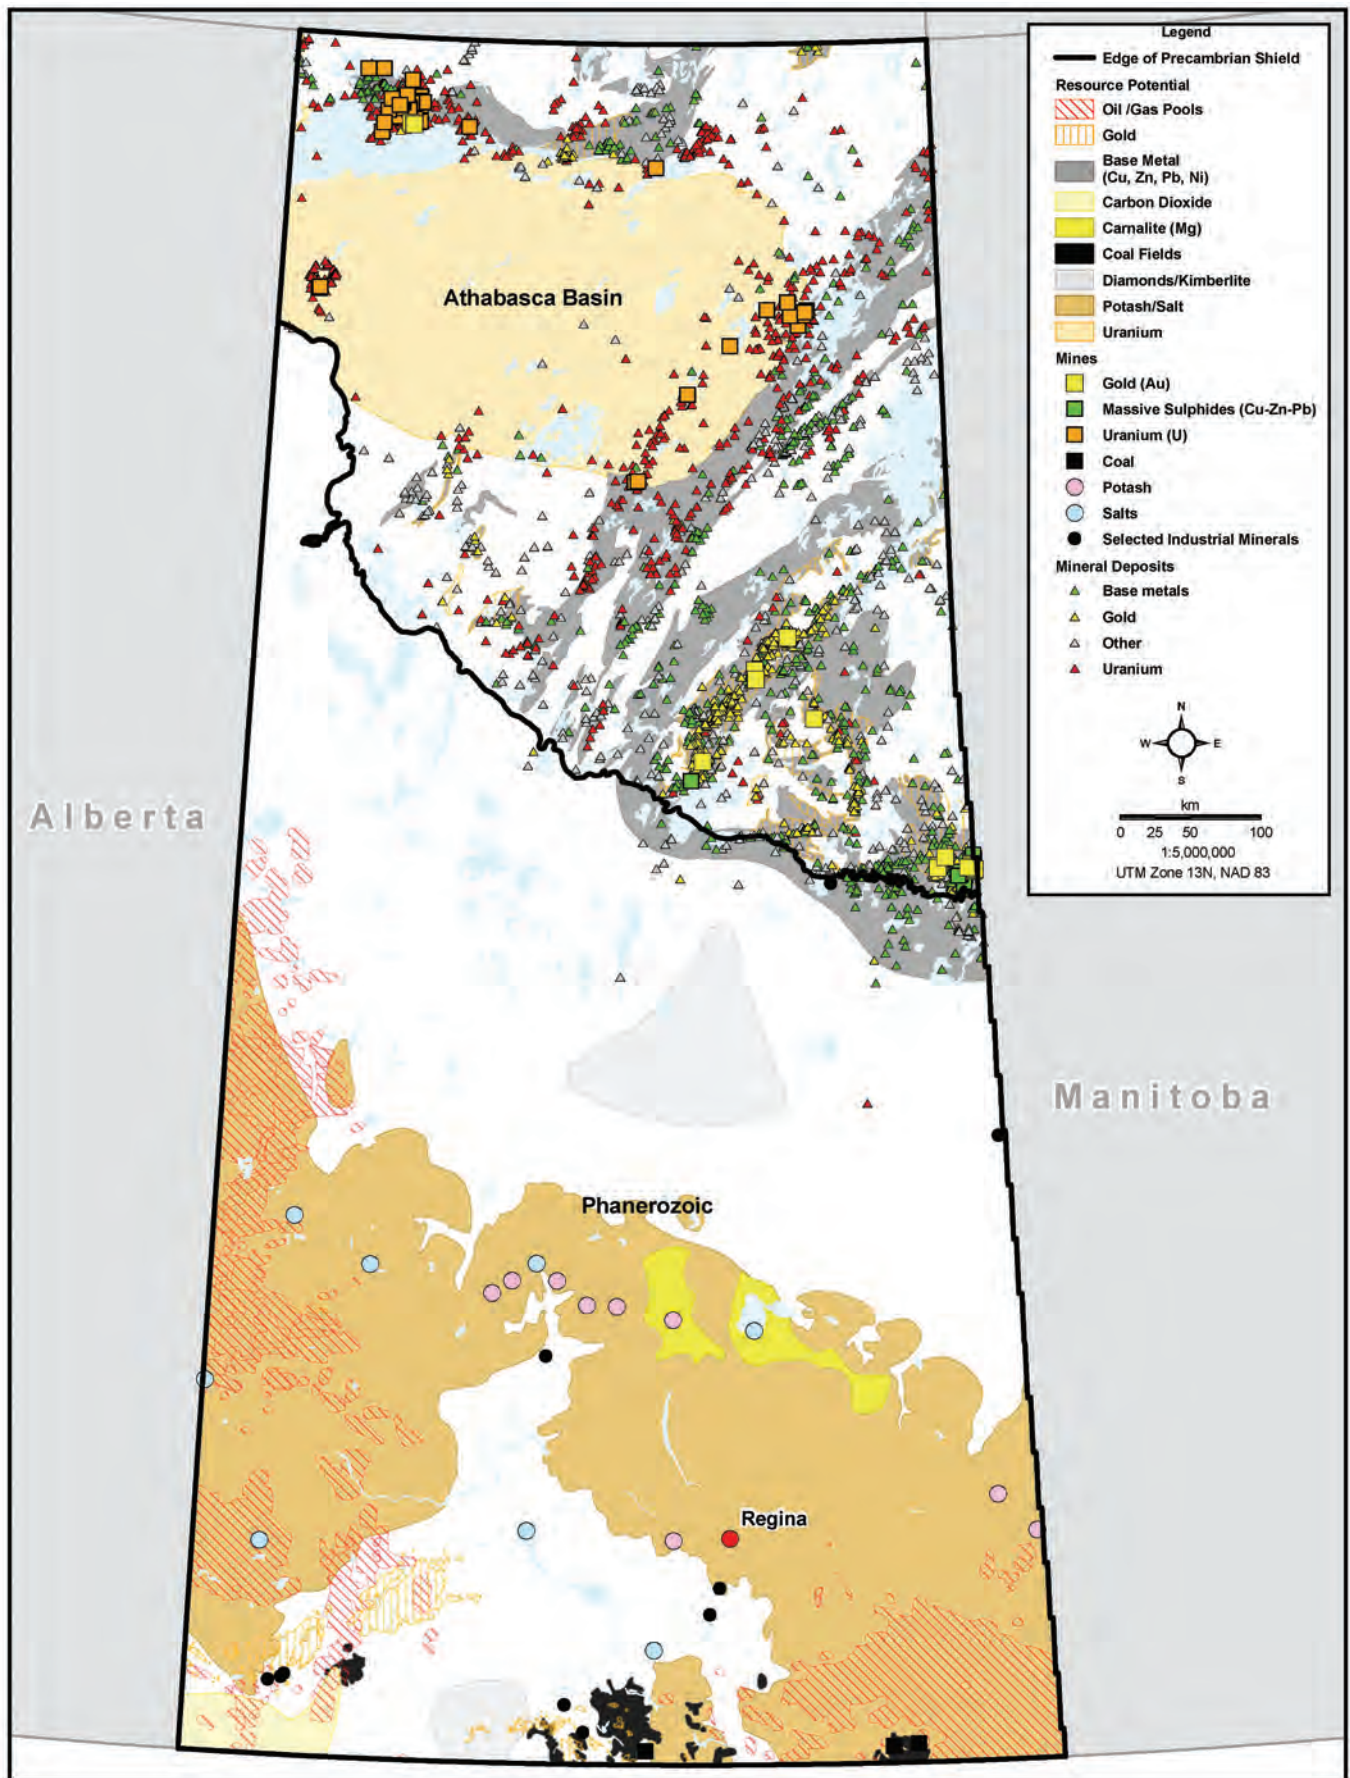 Legend
Edge of Precambrian Shield
Resource Potential
Oil /Gas Pools
Gold
Base Metal
(Cu, Zn, Pb, Ni)
Carbon Dioxide
Carnalite (Mg)
Coal Fields
Diamonds/Kimberlite
Potash/Salt
Uranium
Mines
Gold (Au)
Massive Sulphides (Cu-Zn-Pb)
Uranium (U)
Coal
Potash
Salts
Selected Industrial Minerals
Mineral Deposits
Base metals
Gold
Other
Uranium
N
W E
S
km
0 25 50 100
1:5,000,000
UTM Zone 13N, NAD 83
Athabasca Basin
Alberta
Manitoba
Phanerozoic
Regina